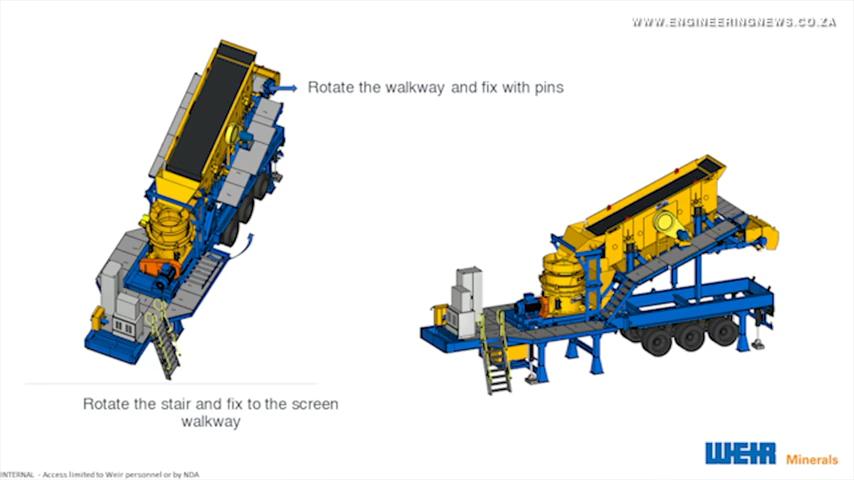 WWW.ENGINEERINGNEWS.CO.ZA
Rotate the walkway and fix with pins
Rotate the stair and fix to the screen
walkway
WEIR Minerals
INTERNAL - Access limited to Weir personnel or by NDA